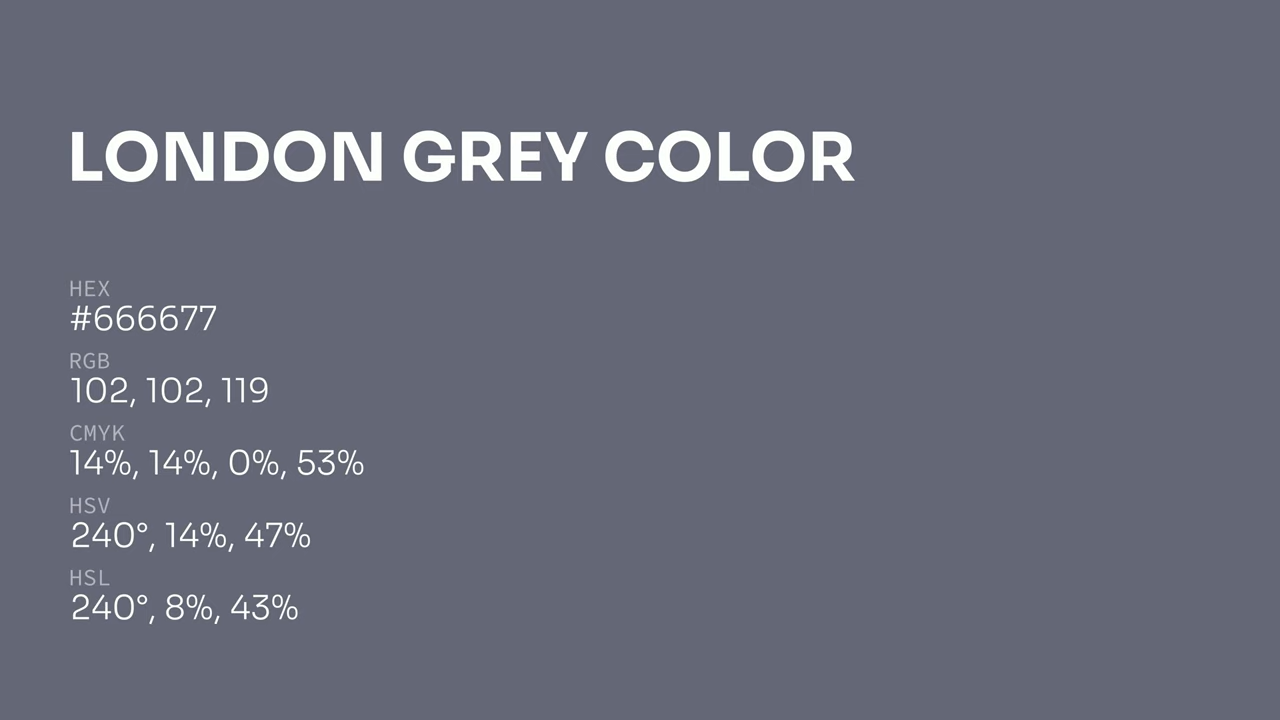 LONDON GREY COLOR
HEX
#666677
RGB
102, 102, 119
CMYK
14%, 14%, 0%, 53%
HSV
240°, 14%, 47%
HSL
240°, 8%, 43%